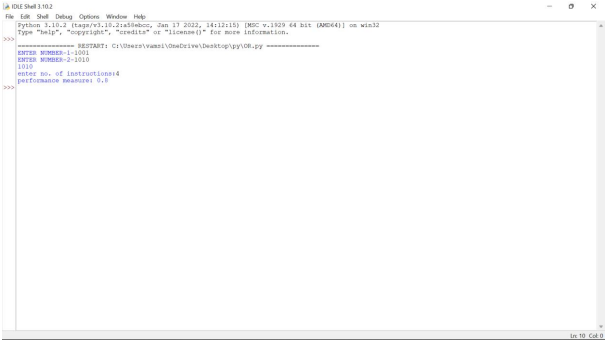 IDLE Shell 3.10.2
File Edit Shell Debug Options Window Help
Python 3.10.2 (tags/v3.10.2:a58ebcc, Jan 17 2022, 14:12:15) [MSC v.1929 64 bit (AMD64)] on win32
Type "help", "copyright", "credits" or "license()" for more information.
>>>
=============== RESTART: C:\Users\vamsi\OneDrive\Desktop\py\OR.py ==============
ENTER NUMBER-1-1001
ENTER NUMBER-2-1010
1010
enter no. of instructions:4
performance measure: 0.8
>>>
Ln: 10 Col: 0